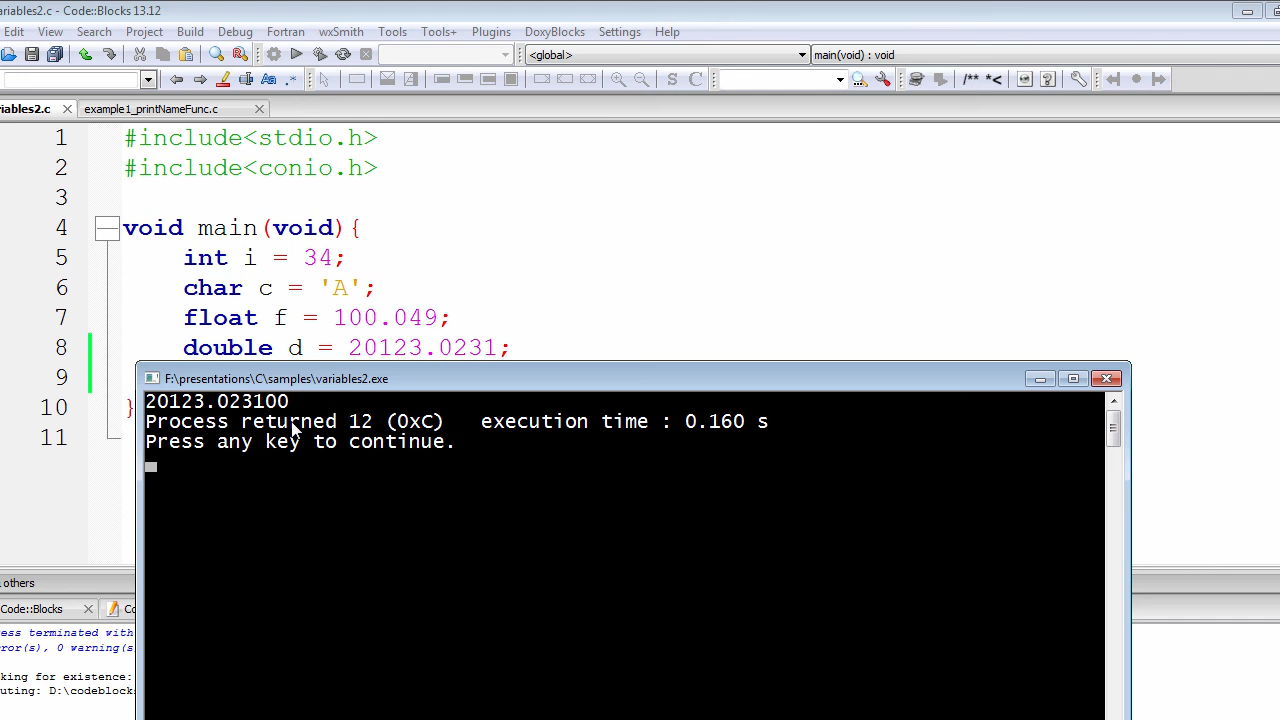 ariables2.c - Code::Blocks 13.12
Edit View Search Project Build Debug Fortran wxSmith Tools Tools+ Plugins DoxyBlocks Settings Help
<global> main(void) : void
/** *<
riables2.c example1_printNameFunc.c
1 #include<stdio.h>
2 #include<conio.h>
3
4 void main(void){
5 int i = 34;
6 char c = 'A';
7 float f = 100.049;
8 double d = 20123.0231;
9
10 }
11
F:\presentations\C\samples\variables2.exe
20123.023100
Process returned 12 (0xC)   execution time : 0.160 s
Press any key to continue.
others
Code::Blocks Co
ess terminated with
ror(s), 0 warning(s
king for existence:
uting: D:\codeblock